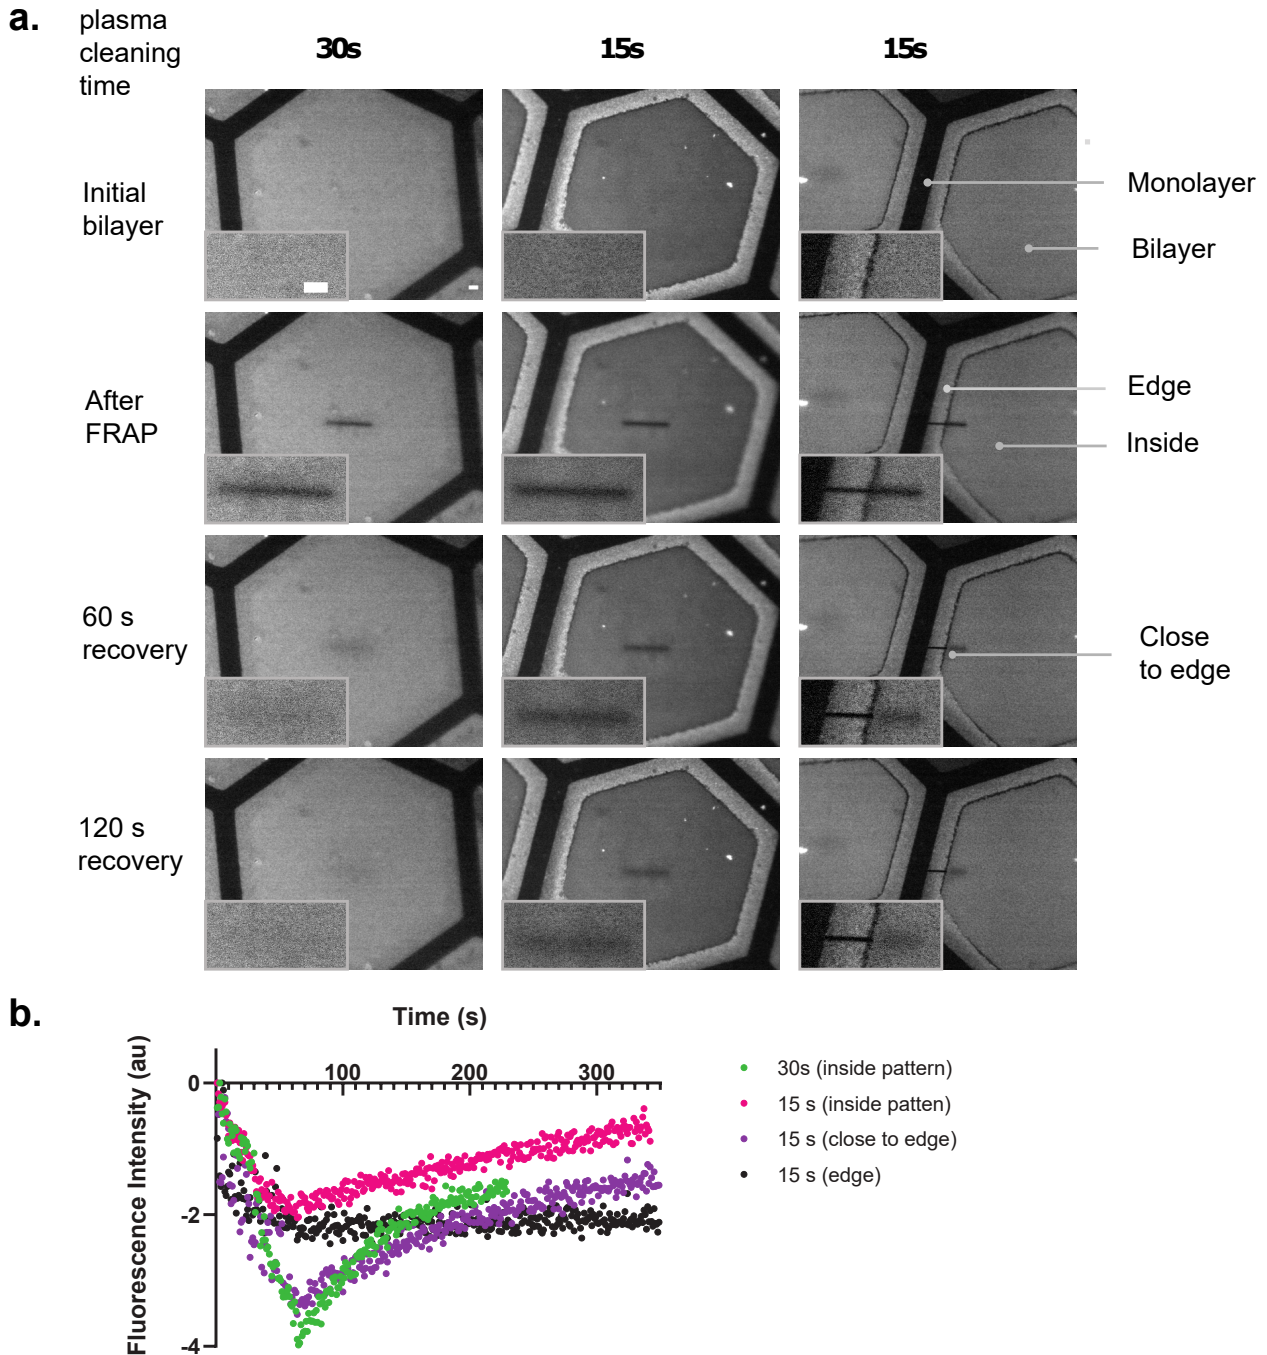 a.
plasma
cleaning
time
30s
15s
15s
Initial
bilayer
Monolayer
Bilayer
After
FRAP
Edge
Inside
60 s
recovery
Close
to edge
120 s
recovery
b.
Time (s)
Fluorescence Intensity (au)
0
100
200
300
-2
-4
30s (inside pattern)
15 s (inside patten)
15 s (close to edge)
15 s (edge)